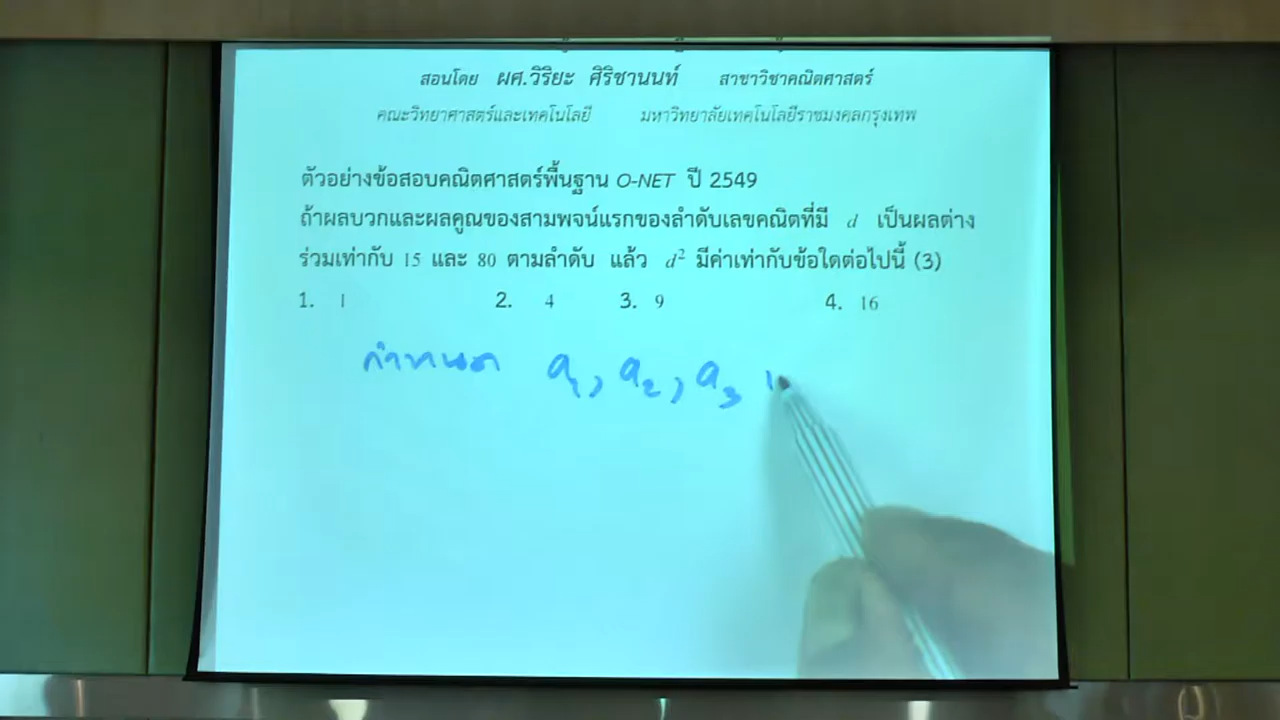 สอนโดย ผศ.วิริยะ ศิริชานนท์ สาขาวิชาคณิตศาสตร์
คณะวิทยาศาสตร์และเทคโนโลยี มหาวิทยาลัยเทคโนโลยีราชมงคลกรุงเทพ
ตัวอย่างข้อสอบคณิตศาสตร์พื้นฐาน O-NET ปี 2549
ถ้าผลบวกและผลคูณของสามพจน์แรกของลำดับเลขคณิตที่มี d เป็นผลต่าง
ร่วมเท่ากับ 15 และ 80 ตามลำดับ แล้ว d² มีค่าเท่ากับข้อใดต่อไปนี้ (3)
1. 1 2. 4 3. 9 4. 16
กำหนด a₁, a₂, a₃